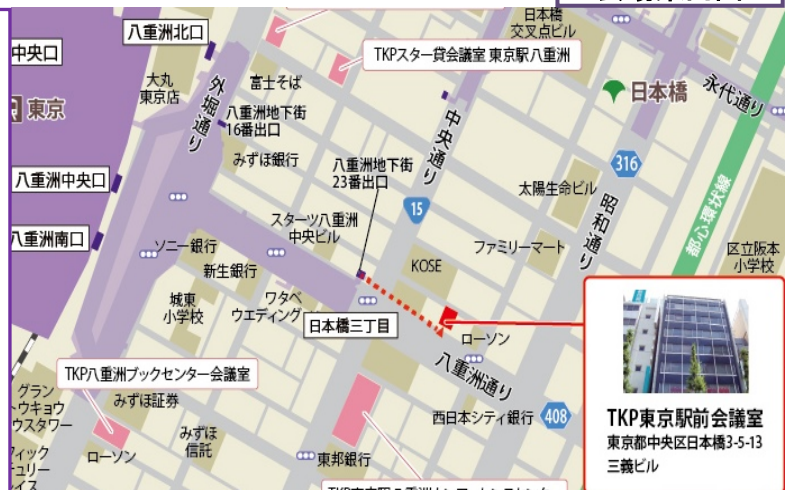 八重洲北口
中央口
日本橋
交叉点ビル
TKPスター貸会議室 東京駅八重洲
大丸
東京店
外堀通り
富士そば
中央通り
日本橋
永代通り
東京
八重洲地下街
16番出口
みずほ銀行
八重洲地下街
23番出口
316
八重洲中央口
太陽生命ビル
15
昭和通り
都心環状線
スターツ八重洲
中央ビル
八重洲南口
ソニー銀行
新生銀行
KOSE
ファミリーマート
区立阪本
小学校
城東
小学校
ワタベ
ウエディング
日本橋三丁目
ローソン
八重洲通り
TKP八重洲ブックセンター会議室
グラン
トウキョウ
ウスタワー
みずほ証券
みずほ
信託
ローソン
東邦銀行
西日本シティ銀行
408
TKP東京駅前会議室
東京都中央区日本橋3-5-13
三義ビル